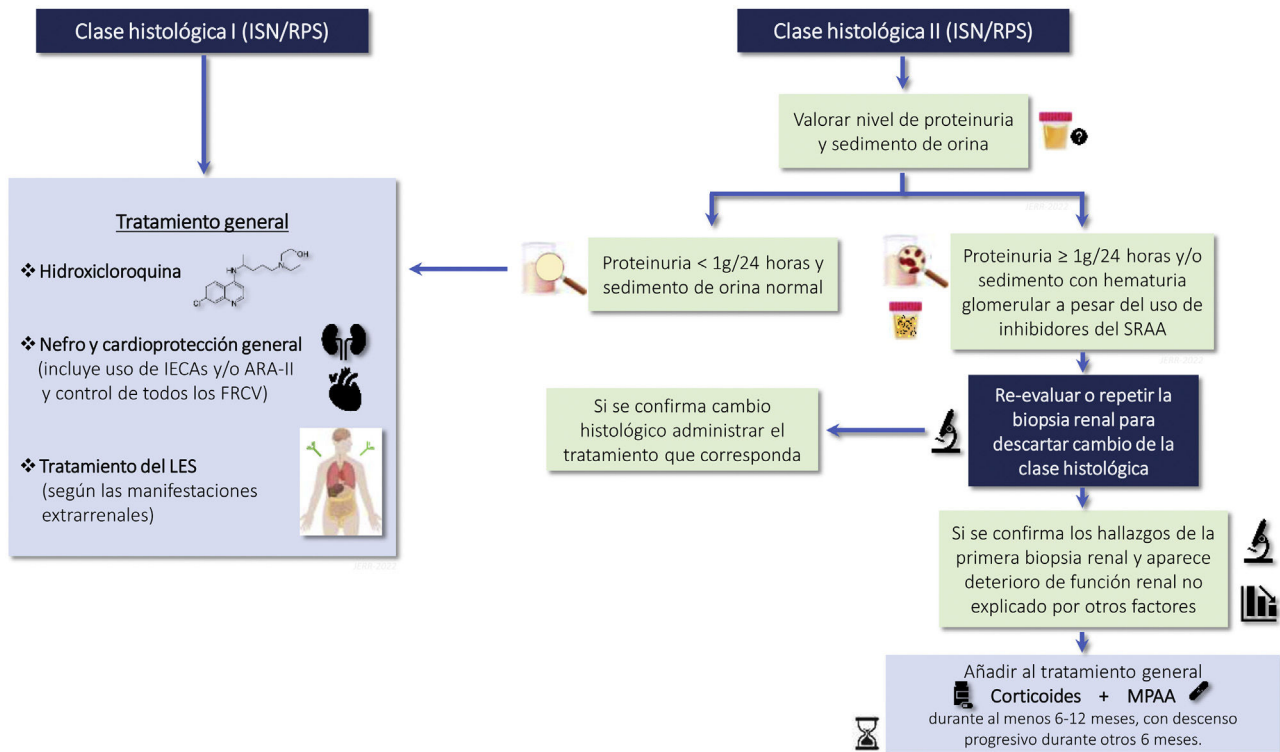 Clase histológica I (ISN/RPS)
Tratamiento general
❖ Hidroxicloroquina
HN
N
OH
Cl
N
❖ Nefro y cardioprotección general
(incluye uso de IECAs y/o ARA-II
y control de todos los FRCV)
❖ Tratamiento del LES
(según las manifestaciones
extrarrenales)
Clase histológica II (ISN/RPS)
Valorar nivel de proteinuria
y sedimento de orina
?
Proteinuria < 1g/24 horas y
sedimento de orina normal
Proteinuria ≥ 1g/24 horas y/o
sedimento con hematuria
glomerular a pesar del uso de
inhibidores del SRAA
Re-evaluar o repetir la
biopsia renal para
descartar cambio de la
clase histológica
Si se confirma cambio
histológico administrar el
tratamiento que corresponda
Si se confirma los hallazgos de la
primera biopsia renal y aparece
deterioro de función renal no
explicado por otros factores
Añadir al tratamiento general
Corticoides + MPAA
durante al menos 6-12 meses, con descenso
progresivo durante otros 6 meses.